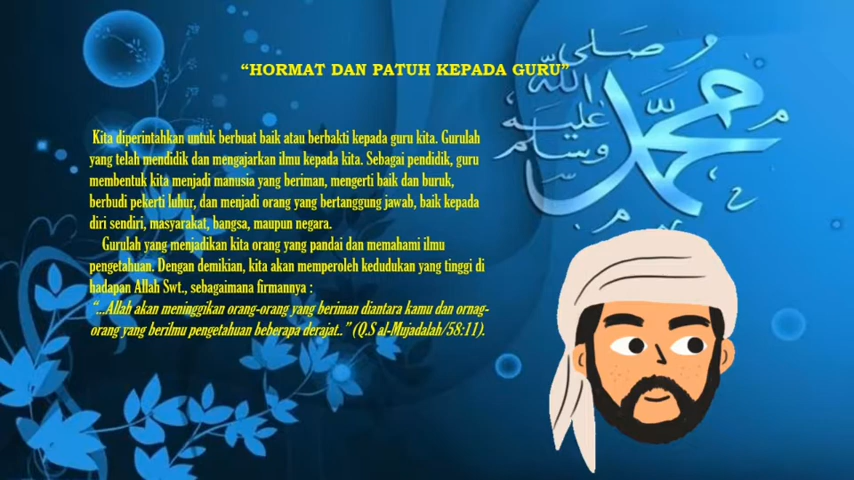 “HORMAT DAN PATUH KEPADA GURU”
صلى
الله
عليه
وسلم
محمد
Kita diperintahkan untuk berbuat baik atau berbakti kepada guru kita. Gurulah
yang telah mendidik dan mengajarkan ilmu kepada kita. Sebagai pendidik, guru
membentuk kita menjadi manusia yang beriman, mengerti baik dan buruk,
berbudi pekerti luhur, dan menjadi orang yang bertanggung jawab, baik kepada
diri sendiri, masyarakat, bangsa, maupun negara.
Gurulah yang menjadikan kita orang yang pandai dan memahami ilmu
pengetahuan. Dengan demikian, kita akan memperoleh kedudukan yang tinggi di
hadapan Allah Swt., sebagaimana firmannya :
“...Allah akan meninggikan orang-orang yang beriman diantara kamu dan ornag-
orang yang berilmu pengetahuan beberapa derajat..” (Q.S al-Mujadalah/58:11).